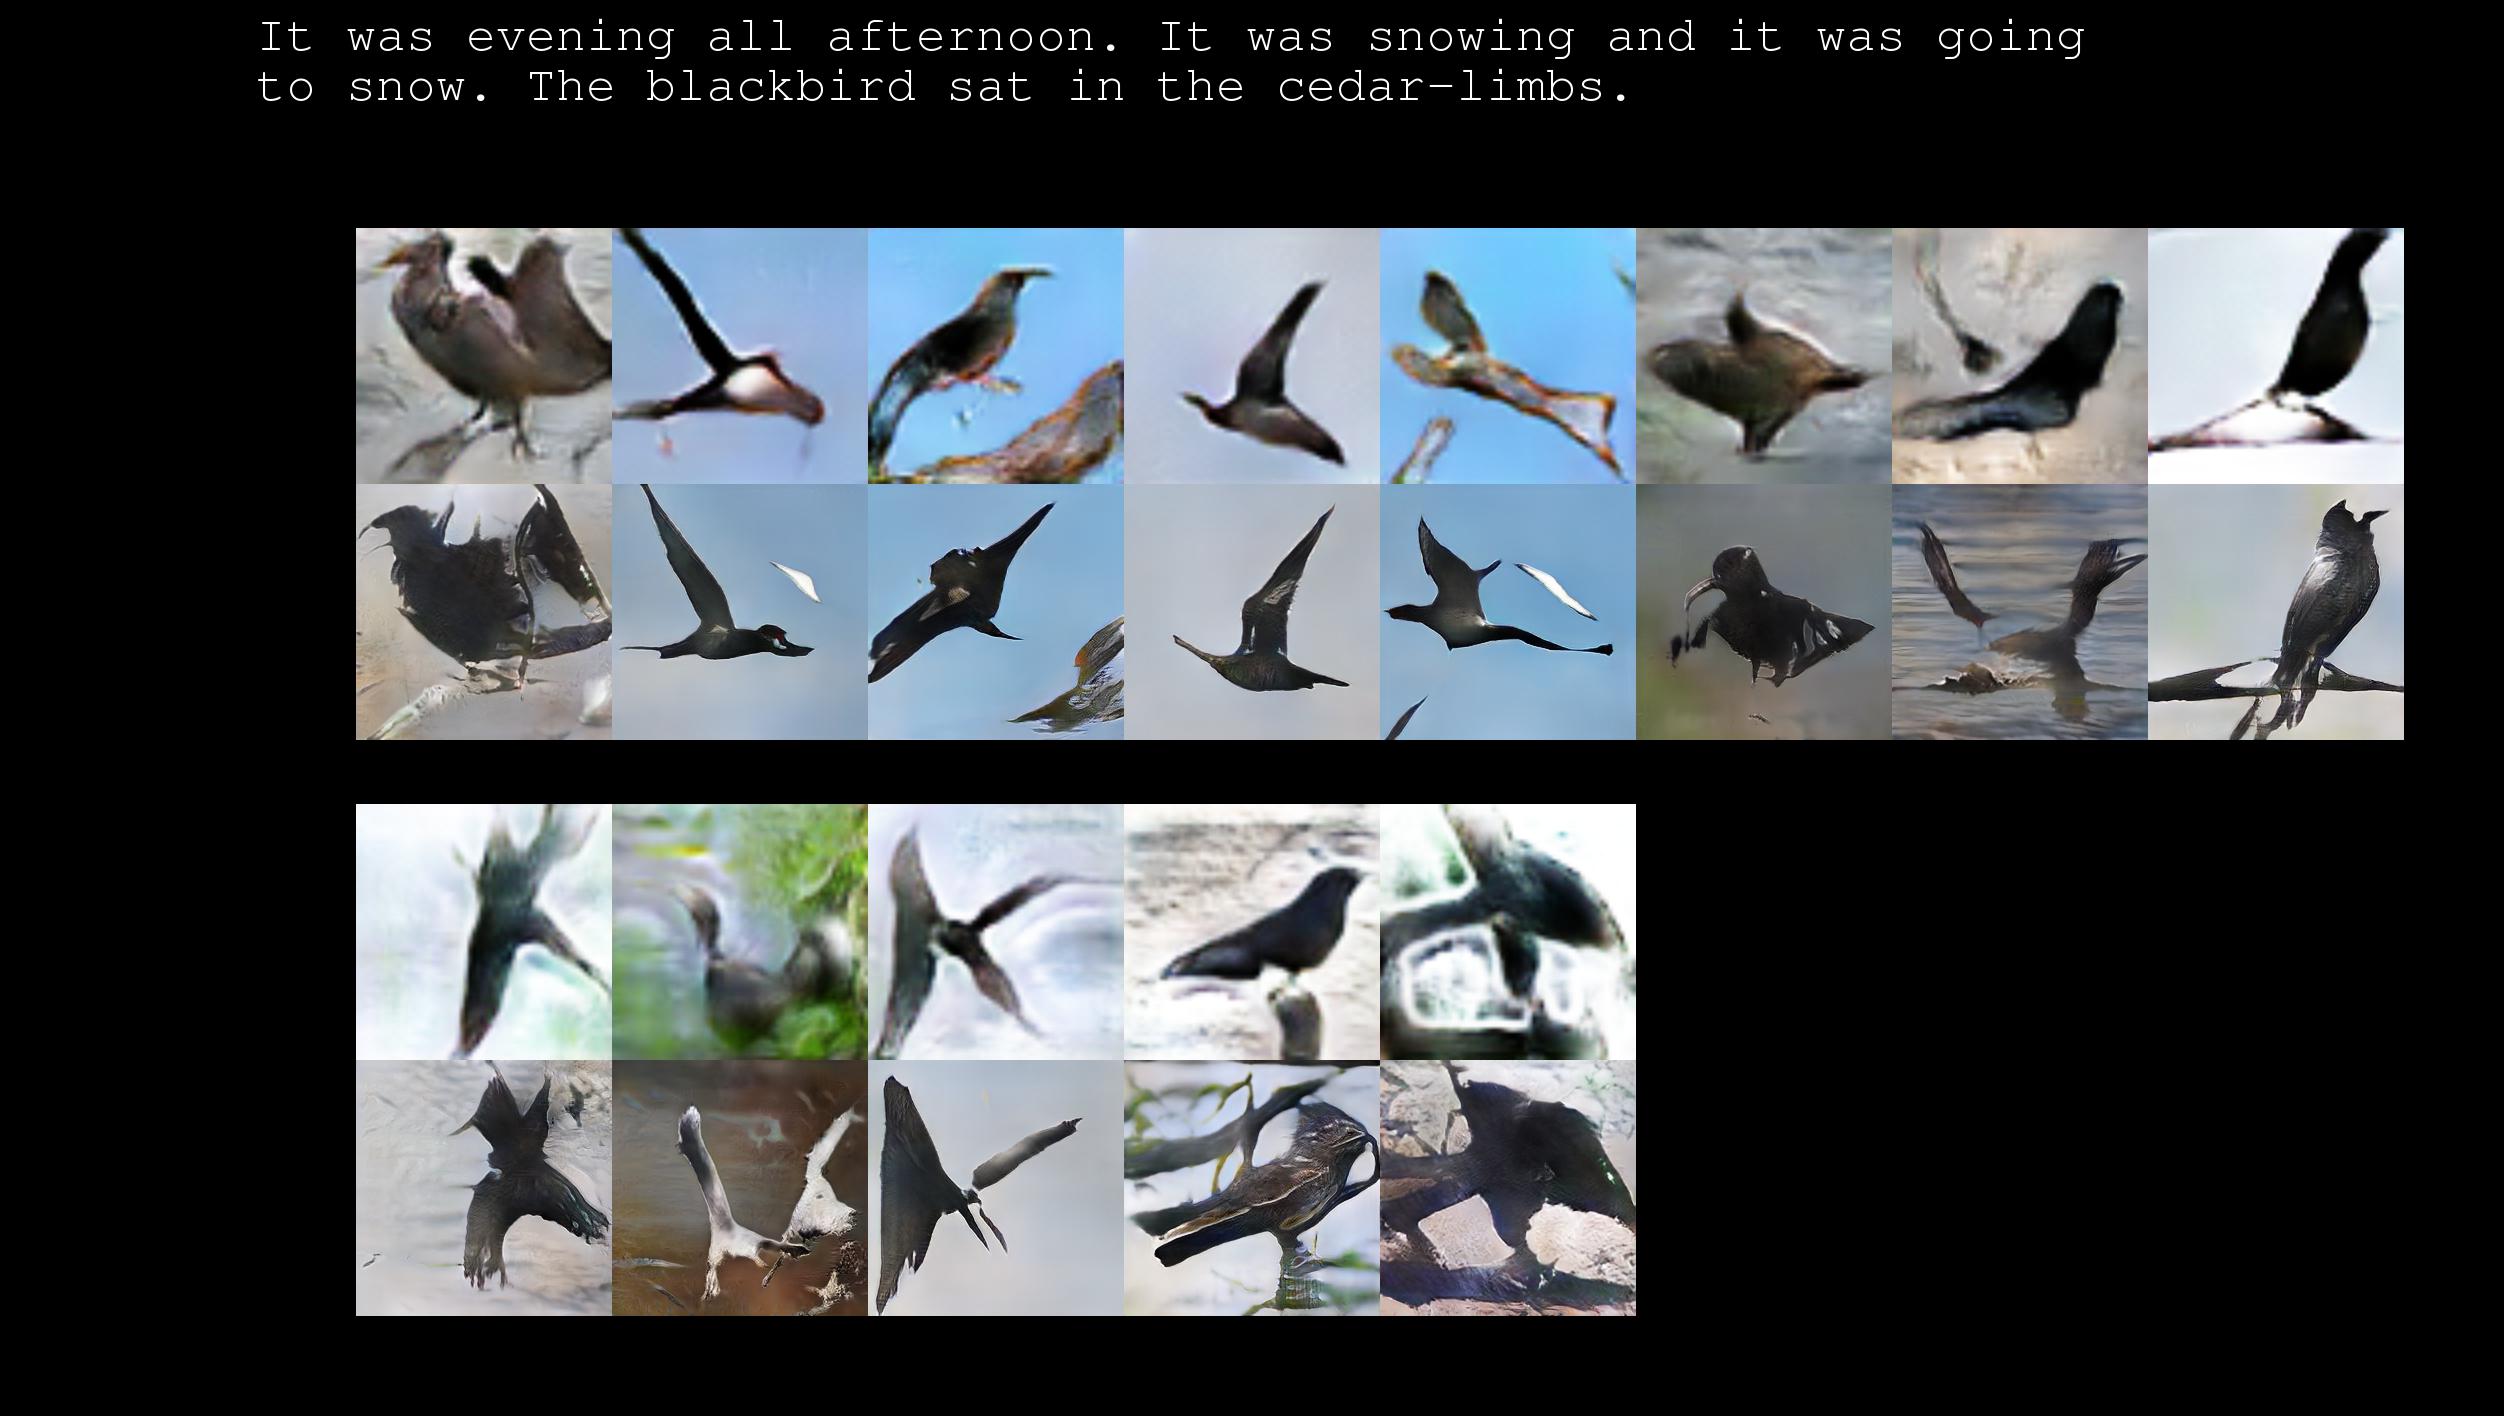 It was evening all afternoon. It was snowing and it was going
to snow. The blackbird sat in the cedar-limbs.